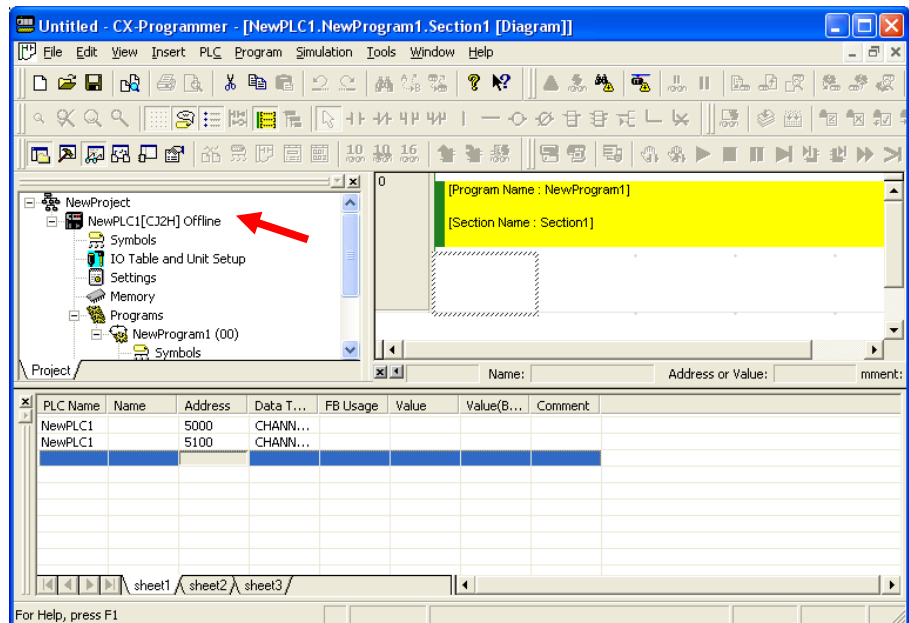 Untitled - CX-Programmer - [NewPLC1.NewProgram1.Section1 [Diagram]]
File Edit View Insert PLC Program Simulation Tools Window Help
10 10 16
NewProject
NewPLC1[CJ2H] Offline
Symbols
IO Table and Unit Setup
Settings
Memory
Programs
NewProgram1 (00)
Symbols
Project
0
[Program Name : NewProgram1]
[Section Name : Section1]
Name: Address or Value: mment:
PLC Name Name Address Data T... FB Usage Value Value(B... Comment
NewPLC1 5000 CHANN...
NewPLC1 5100 CHANN...
sheet1 sheet2 sheet3
For Help, press F1